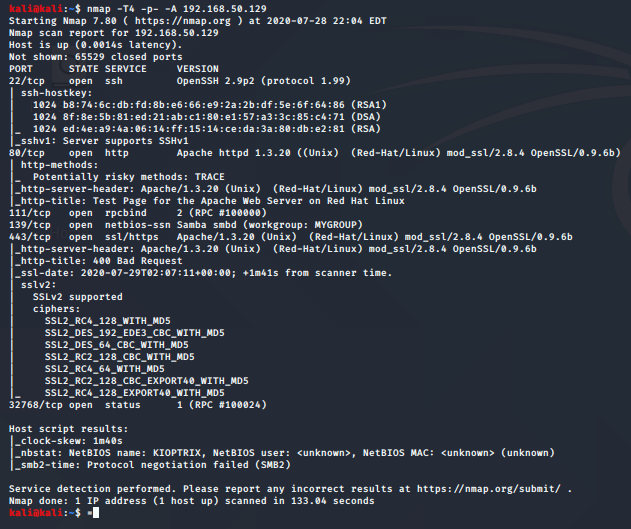 kali@kali:~$ nmap -T4 -p- -A 192.168.50.129
Starting Nmap 7.80 ( https://nmap.org ) at 2020-07-28 22:04 EDT
Nmap scan report for 192.168.50.129
Host is up (0.0014s latency).
Not shown: 65529 closed ports
PORT      STATE SERVICE     VERSION
22/tcp    open  ssh         OpenSSH 2.9p2 (protocol 1.99)
| ssh-hostkey:
|   1024 b8:74:6c:db:fd:8b:e6:66:e9:2a:2b:df:5e:6f:64:86 (RSA1)
|   1024 8f:8e:5b:81:ed:21:ab:c1:80:e1:57:a3:3c:85:c4:71 (DSA)
|_  1024 ed:4e:a9:4a:06:14:ff:15:14:ce:da:3a:80:db:e2:81 (RSA)
|_sshv1: Server supports SSHv1
80/tcp    open  http        Apache httpd 1.3.20 ((Unix)  (Red-Hat/Linux) mod_ssl/2.8.4 OpenSSL/0.9.6b)
| http-methods:
|_  Potentially risky methods: TRACE
|_http-server-header: Apache/1.3.20 (Unix)  (Red-Hat/Linux) mod_ssl/2.8.4 OpenSSL/0.9.6b
|_http-title: Test Page for the Apache Web Server on Red Hat Linux
111/tcp   open  rpcbind     2 (RPC #100000)
139/tcp   open  netbios-ssn Samba smbd (workgroup: MYGROUP)
443/tcp   open  ssl/https   Apache/1.3.20 (Unix)  (Red-Hat/Linux) mod_ssl/2.8.4 OpenSSL/0.9.6b
|_http-server-header: Apache/1.3.20 (Unix)  (Red-Hat/Linux) mod_ssl/2.8.4 OpenSSL/0.9.6b
|_http-title: 400 Bad Request
|_ssl-date: 2020-07-29T02:07:11+00:00; +1m41s from scanner time.
| sslv2:
|   SSLv2 supported
|   ciphers:
|     SSL2_RC4_128_WITH_MD5
|     SSL2_DES_192_EDE3_CBC_WITH_MD5
|     SSL2_DES_64_CBC_WITH_MD5
|     SSL2_RC2_128_CBC_WITH_MD5
|     SSL2_RC4_64_WITH_MD5
|     SSL2_RC2_128_CBC_EXPORT40_WITH_MD5
|_    SSL2_RC4_128_EXPORT40_WITH_MD5
32768/tcp open  status      1 (RPC #100024)

Host script results:
|_clock-skew: 1m40s
|_nbstat: NetBIOS name: KIOPTRIX, NetBIOS user: <unknown>, NetBIOS MAC: <unknown> (unknown)
|_smb2-time: Protocol negotiation failed (SMB2)

Service detection performed. Please report any incorrect results at https://nmap.org/submit/ .
Nmap done: 1 IP address (1 host up) scanned in 133.04 seconds
kali@kali:~$